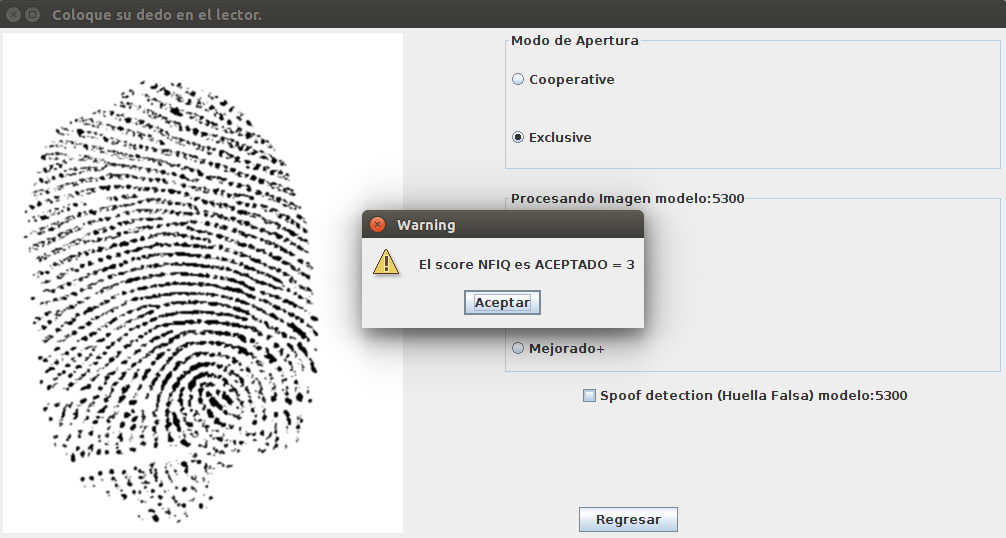 Coloque su dedo en el lector.
Modo de Apertura
Cooperative
Exclusive
Procesando Imagen modelo:5300
Warning
El score NFIQ es ACEPTADO = 3
Aceptar
Mejorado+
Spoof detection (Huella Falsa) modelo:5300
Regresar